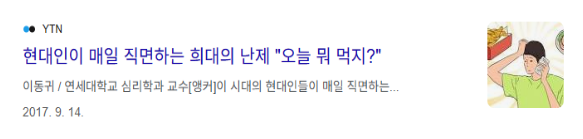 YTN
현대인이 매일 직면하는 희대의 난제 "오늘 뭐 먹지?"
이동귀 / 연세대학교 심리학과 교수[앵커]이 시대의 현대인들이 매일 직면하는...
2017. 9. 14.